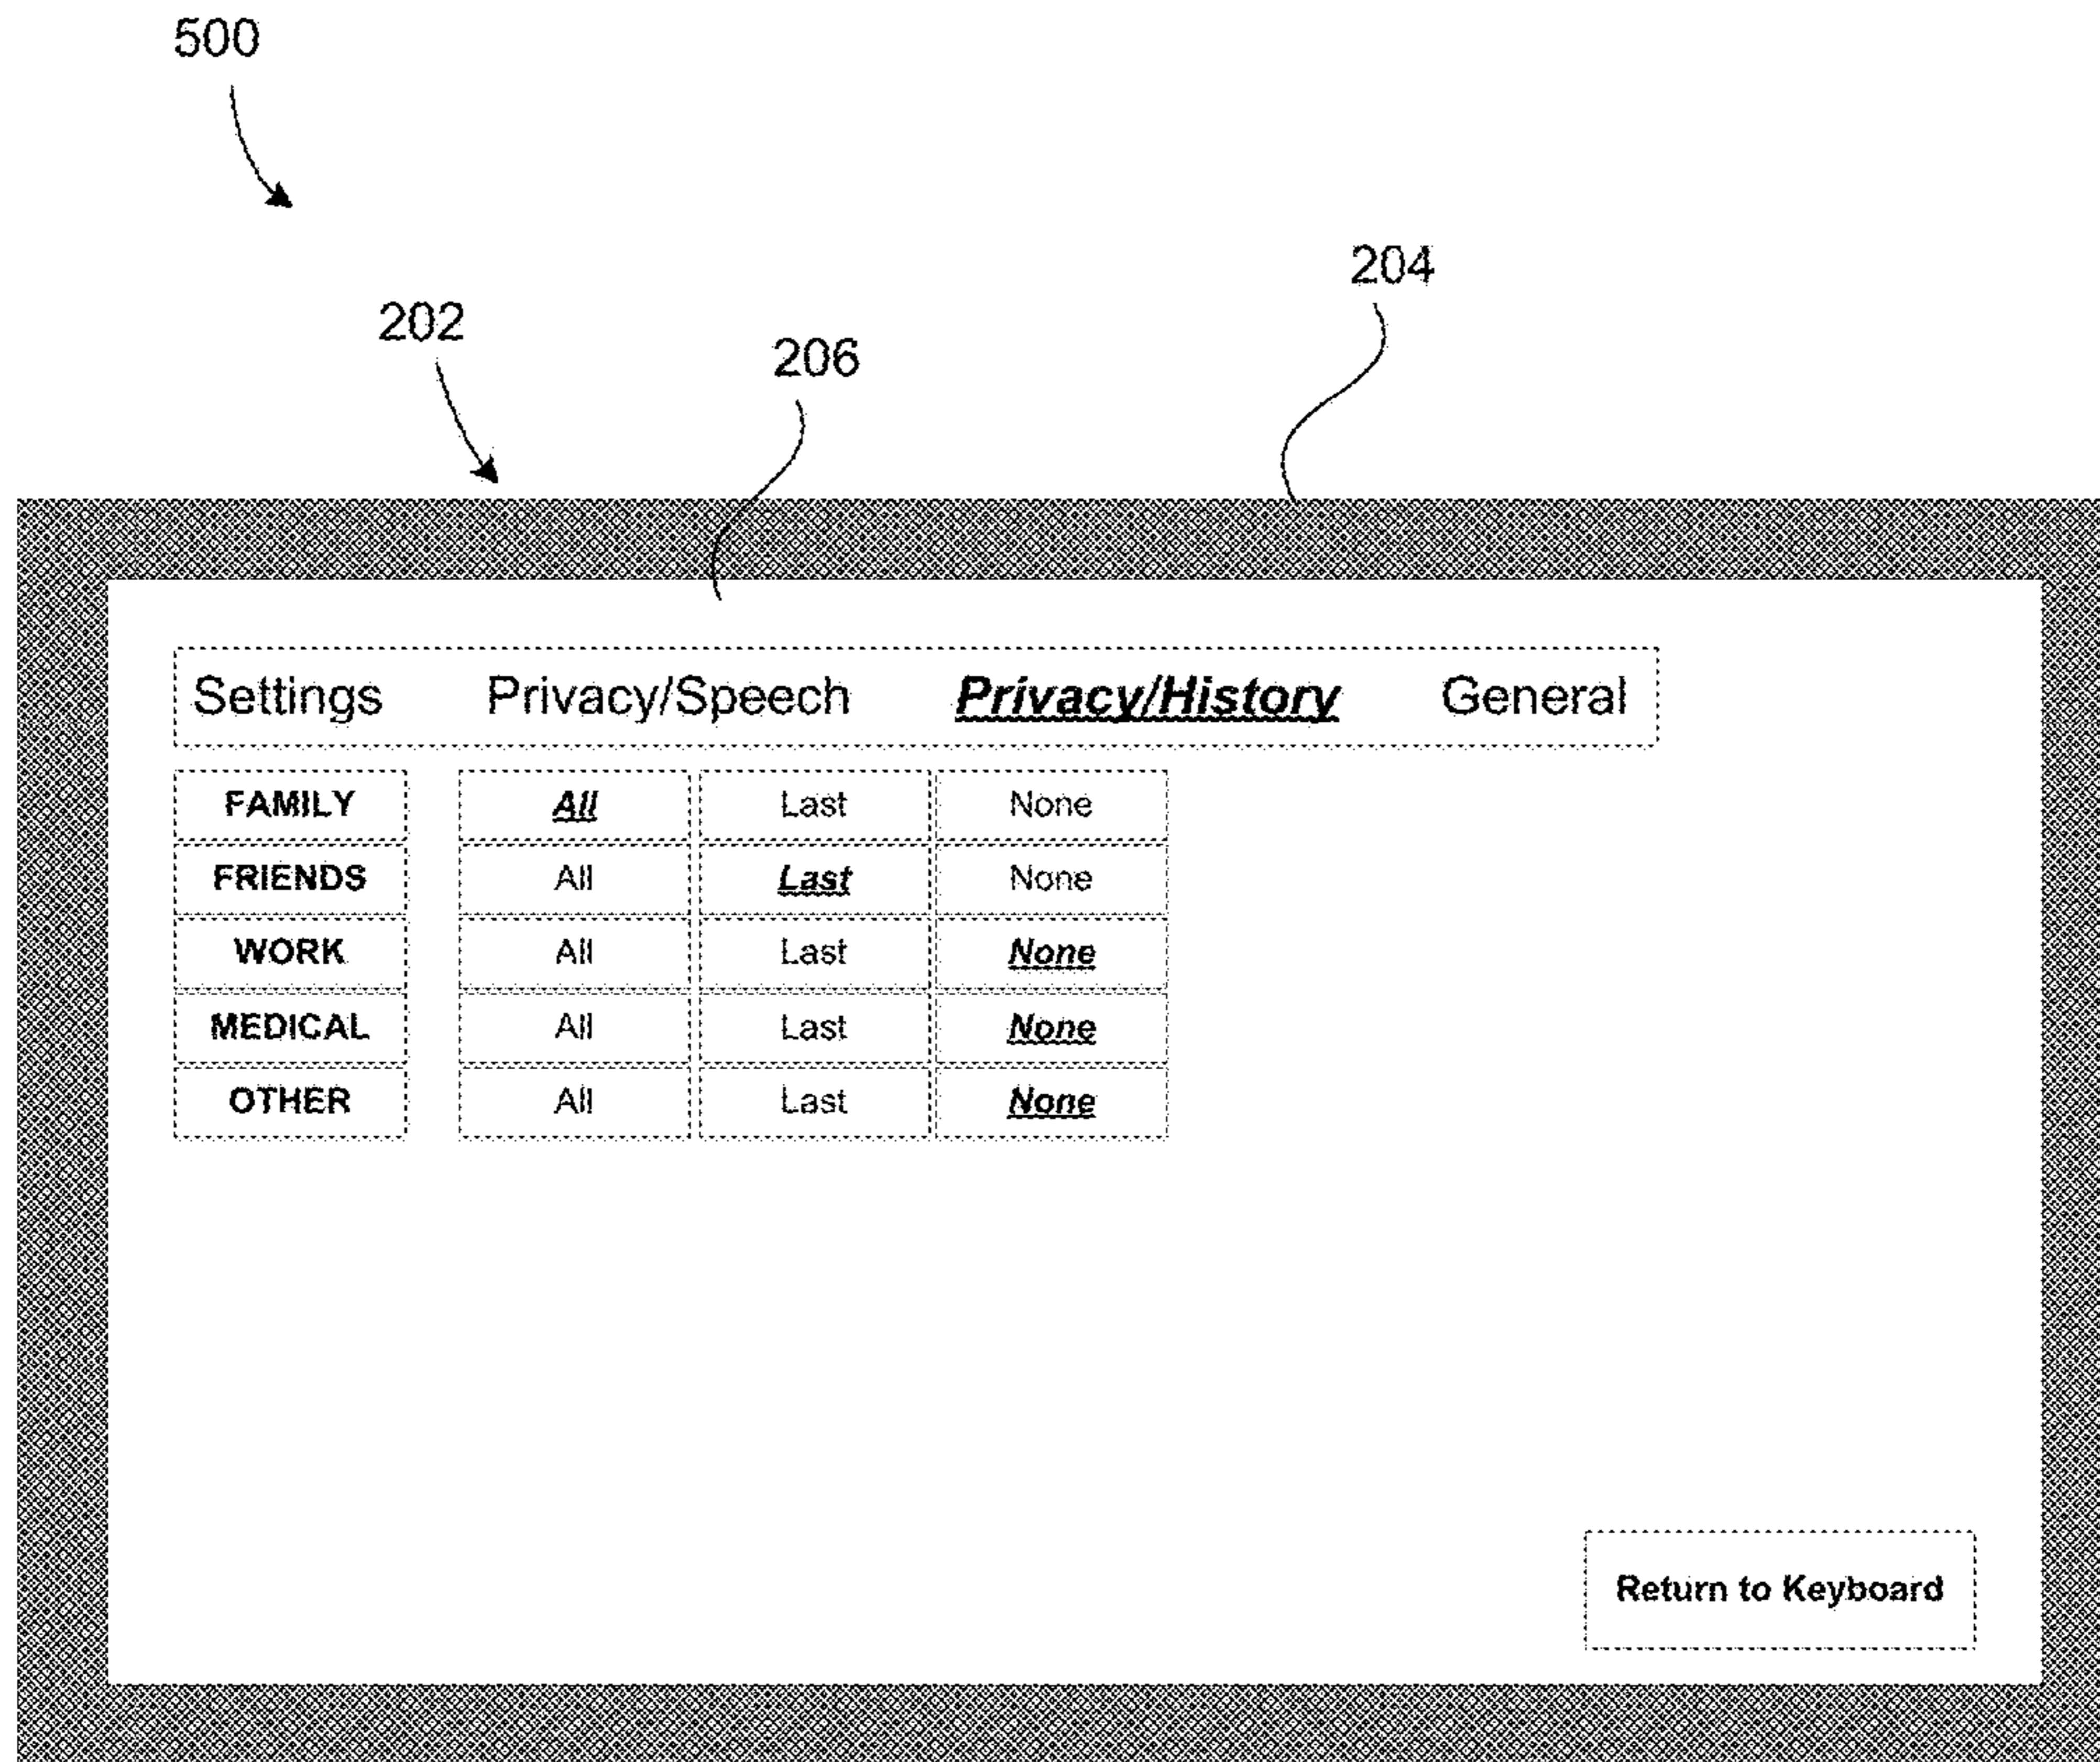 500
204
202
206
Settings Privacy/Speech Privacy/History General
FAMILY All Last None
FRIENDS All Last None
WORK All Last None
MEDICAL All Last None
OTHER All Last None
Return to Keyboard